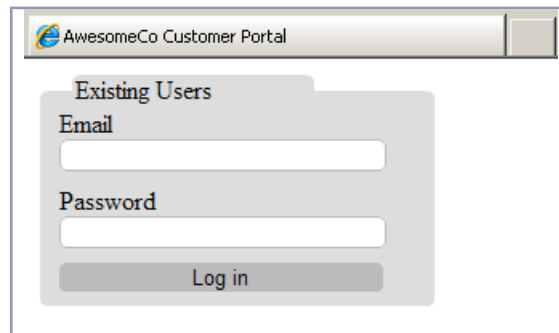 AwesomeCo Customer Portal
Existing Users
Email
Password
Log in